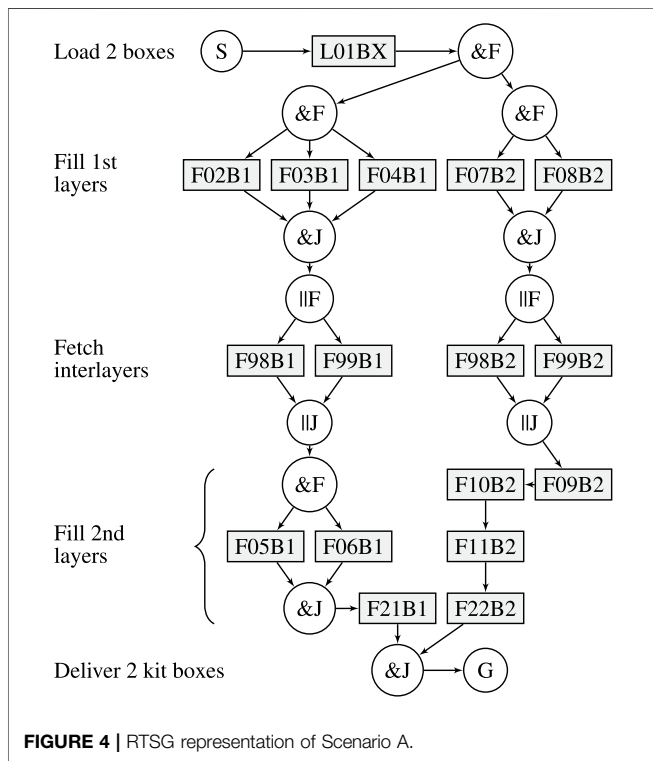 Load 2 boxes S L01BX &F
&F &F
Fill 1st
layers
F02B1 F03B1 F04B1 F07B2 F08B2
&J &J
||F ||F
Fetch
interlayers
F98B1 F99B1 F98B2 F99B2
||J ||J
&F F10B2 F09B2
Fill 2nd
layers
F05B1 F06B1 F11B2
&J F21B1 F22B2
Deliver 2 kit boxes &J G
FIGURE 4 | RTSG representation of Scenario A.